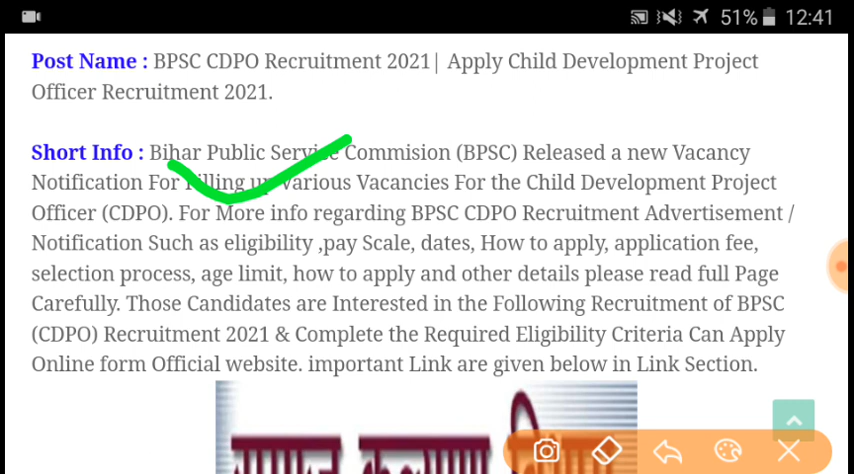 51% 12:41
Post Name : BPSC CDPO Recruitment 2021| Apply Child Development Project
Officer Recruitment 2021.
Short Info : Bihar Public Service Commision (BPSC) Released a new Vacancy
Notification For Filling up Various Vacancies For the Child Development Project
Officer (CDPO). For More info regarding BPSC CDPO Recruitment Advertisement /
Notification Such as eligibility ,pay Scale, dates, How to apply, application fee,
selection process, age limit, how to apply and other details please read full Page
Carefully. Those Candidates are Interested in the Following Recruitment of BPSC
(CDPO) Recruitment 2021 & Complete the Required Eligibility Criteria Can Apply
Online form Official website. important Link are given below in Link Section.